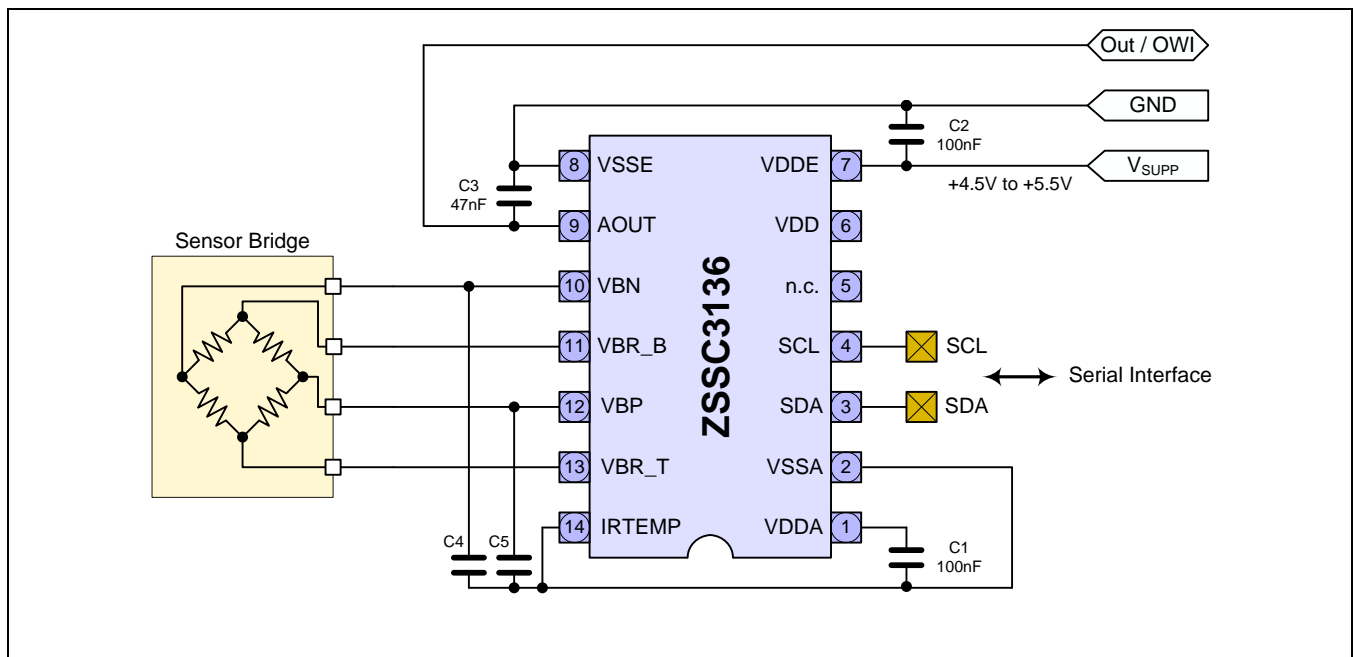 Out / OWI
GND
C2
100nF
VSUPP
+4.5V to +5.5V
8 VSSE
VDDE 7
C3
47nF
9 AOUT
VDD 6
Sensor Bridge
10 VBN
n.c. 5
11 VBR_B
SCL 4
SCL
Serial Interface
12 VBP
SDA 3
SDA
13 VBR_T
VSSA 2
14 IRTEMP
VDDA 1
ZSSC3136
C4
C5
C1
100nF